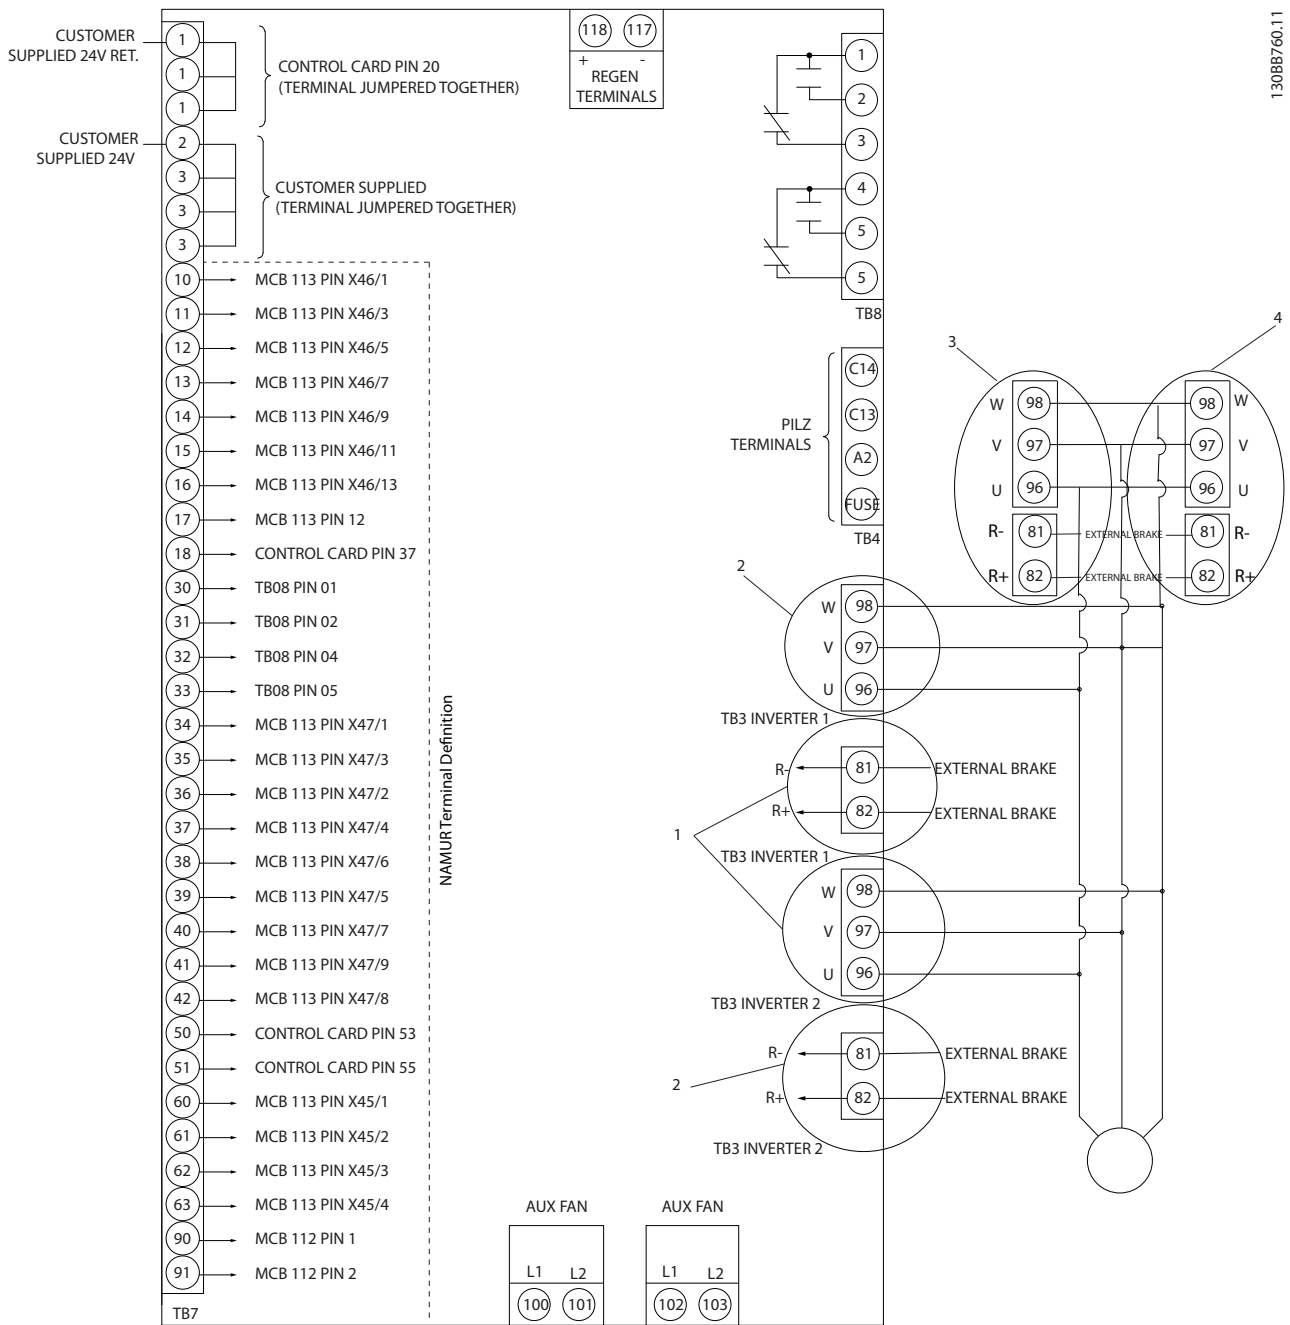 130BB760.11
CUSTOMER
SUPPLIED 24V RET.
1
1
1
CONTROL CARD PIN 20
(TERMINAL JUMPERED TOGETHER)
CUSTOMER
SUPPLIED 24V
2
3
3
3
CUSTOMER SUPPLIED
(TERMINAL JUMPERED TOGETHER)
10 MCB 113 PIN X46/1
11 MCB 113 PIN X46/3
12 MCB 113 PIN X46/5
13 MCB 113 PIN X46/7
14 MCB 113 PIN X46/9
15 MCB 113 PIN X46/11
16 MCB 113 PIN X46/13
17 MCB 113 PIN 12
18 CONTROL CARD PIN 37
30 TB08 PIN 01
31 TB08 PIN 02
32 TB08 PIN 04
33 TB08 PIN 05
34 MCB 113 PIN X47/1
35 MCB 113 PIN X47/3
36 MCB 113 PIN X47/2
37 MCB 113 PIN X47/4
38 MCB 113 PIN X47/6
39 MCB 113 PIN X47/5
40 MCB 113 PIN X47/7
41 MCB 113 PIN X47/9
42 MCB 113 PIN X47/8
50 CONTROL CARD PIN 53
51 CONTROL CARD PIN 55
60 MCB 113 PIN X45/1
61 MCB 113 PIN X45/2
62 MCB 113 PIN X45/3
63 MCB 113 PIN X45/4
90 MCB 112 PIN 1
91 MCB 112 PIN 2
TB7
NAMUR Terminal Definition
118 117
+ -
REGEN
TERMINALS
1
2
3
4
5
5
TB8
PILZ
TERMINALS
C14
C13
A2
FUSE
TB4
2
W 98
V 97
U 96
TB3 INVERTER 1
R- 81 EXTERNAL BRAKE
R+ 82 EXTERNAL BRAKE
1
TB3 INVERTER 1
W 98
V 97
U 96
TB3 INVERTER 2
R- 81 EXTERNAL BRAKE
2
R+ 82 EXTERNAL BRAKE
TB3 INVERTER 2
3
4
W 98 98 W
V 97 97 V
U 96 96 U
R- 81 EXTERNAL BRAKE 81 R-
R+ 82 EXTERNAL BRAKE 82 R+
AUX FAN
L1 L2
100 101
AUX FAN
L1 L2
102 103